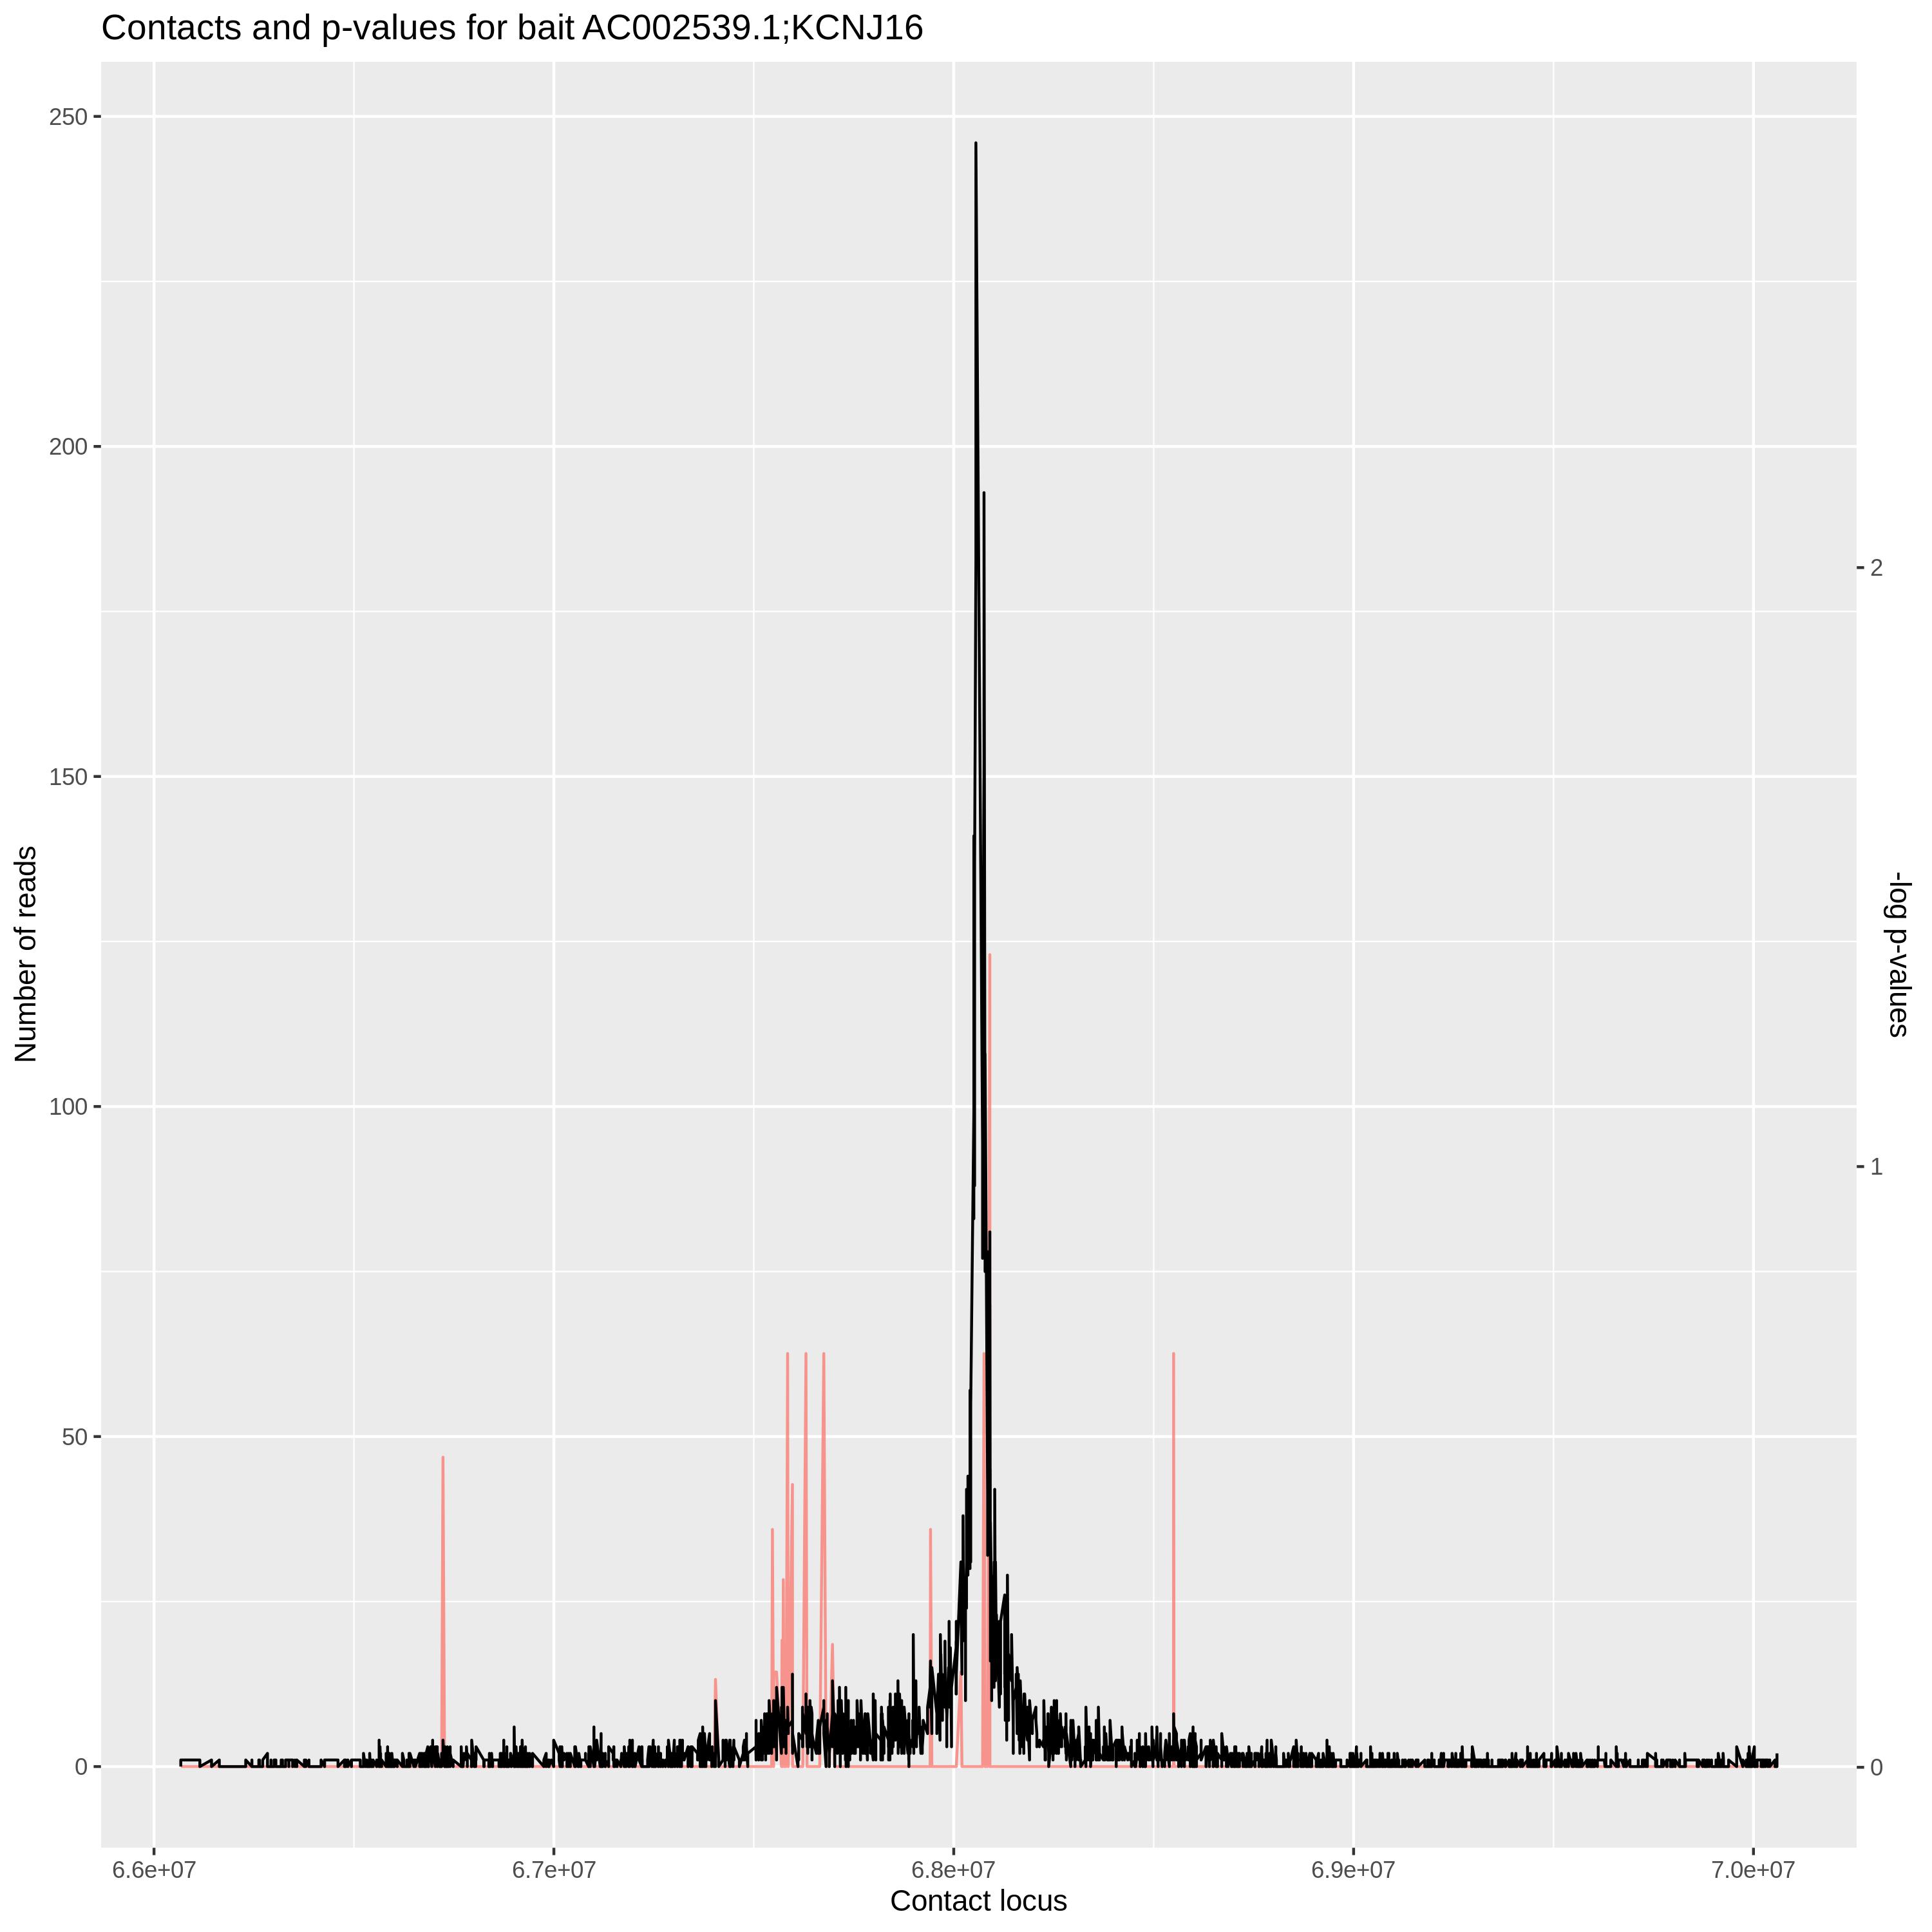 Contacts and p-values for bait AC002539.1;KCNJ16
250
200
150
100
50
0
Number of reads
2
1
0
-log p-values
6.6e+07
6.7e+07
6.8e+07
6.9e+07
7.0e+07
Contact locus